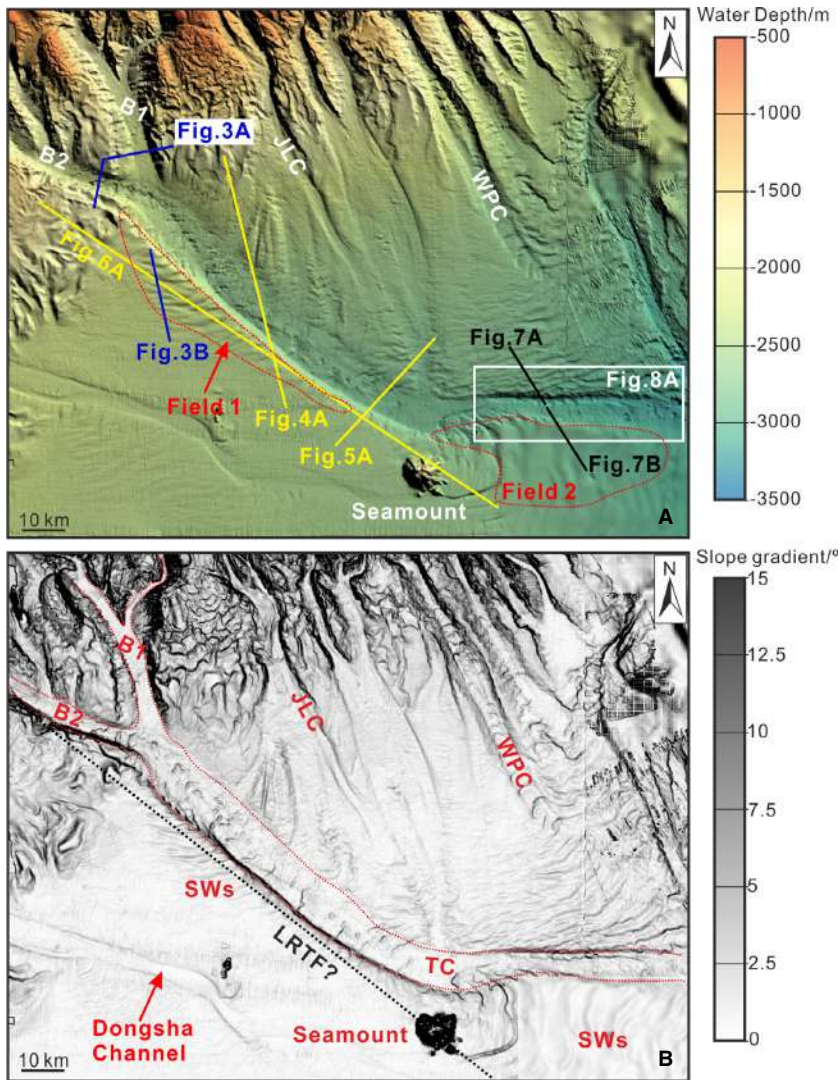 Water Depth/m
N
-500
B1
Fig.3A
B2
JLC
WPC
-1000
-1500
-2000
-2500
-3000
-3500
Fig.6A
Fig.3B
Field 1
Fig.4A
Fig.5A
Fig.7A
Fig.8A
Fig.7B
Field 2
Seamount
10 km
A
Slope gradient/°
N
15
12.5
10
7.5
5
2.5
0
B1
B2
JLC
WPC
SWs
LRTF?
TC
Dongsha
Channel
Seamount
SWs
10 km
B